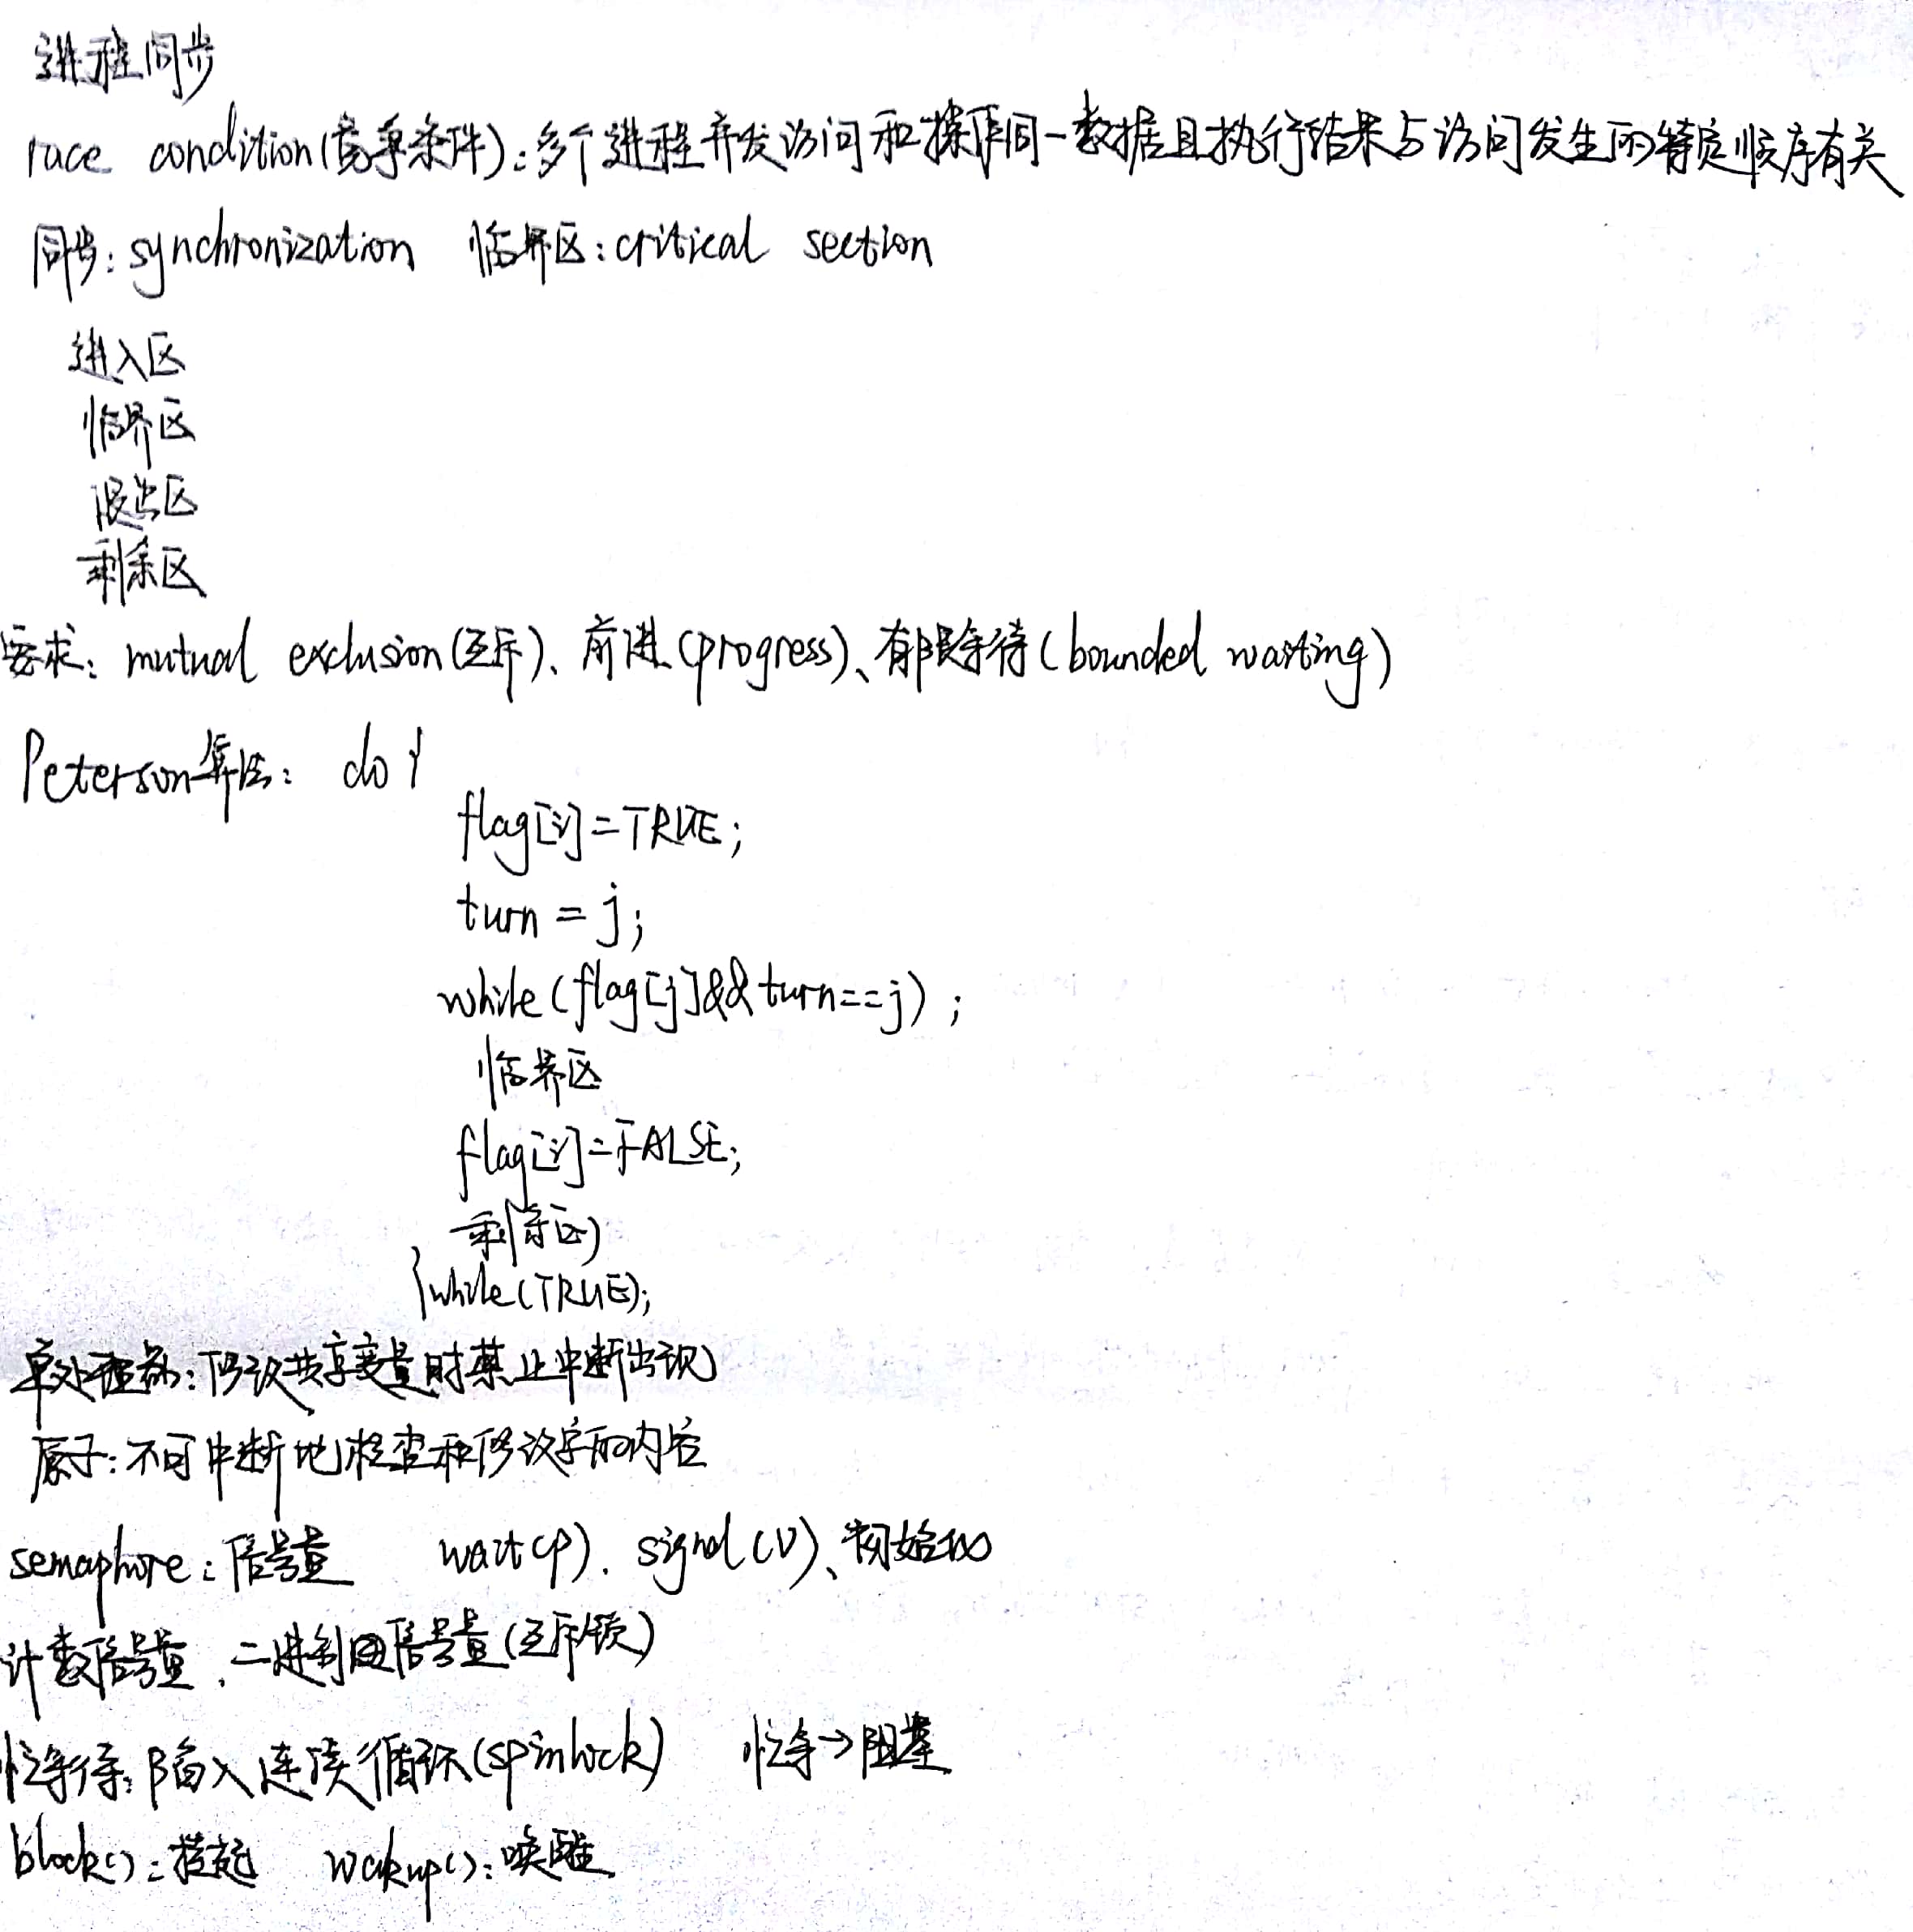 进程同步
race condition(竞争条件):多个进程并发访问和操作同一数据且执行结果与访问发生的特定顺序有关
同步: synchronization 临界区: critical section
进入区
临界区
退出区
剩余区
要求: mutual exclusion(互斥)、前进(progress)、有限等待(bounded waiting)
Peterson算法: do {
flag[i]=TRUE;
turn = j;
while(flag[j]&&turn==j) ;
临界区
flag[i]=FALSE;
剩余区
}while(TRUE);
单处理器:修改共享变量时禁止中断出现
原子:不可中断地检查和修改字的内容
semaphore: 信号量 wait(P). signal(V)、初始化
计数信号量、二进制信号量(互斥锁)
忙等待:陷入连续循环(spinlock) 忙等→阻塞
block():挂起 wakup():唤醒